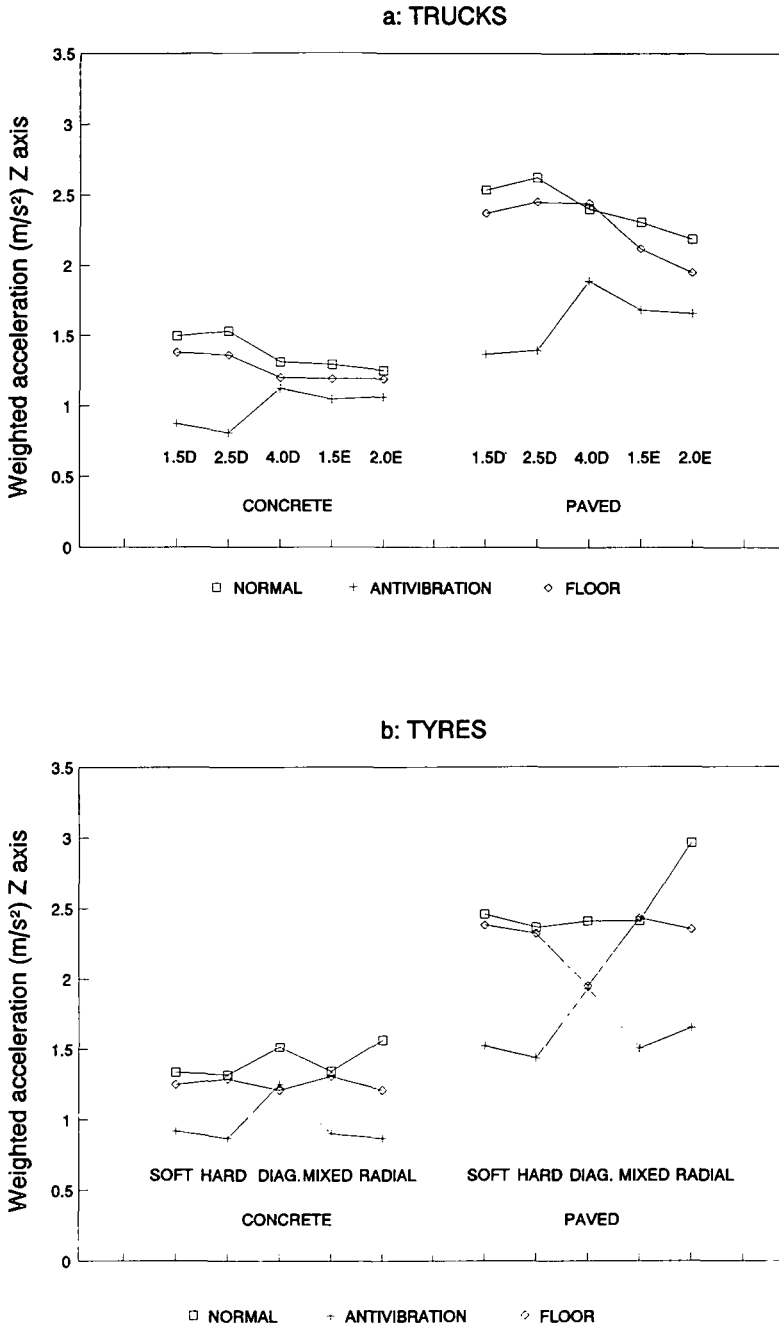 a: TRUCKS
Weighted acceleration (m/s²) Z axis
3.5
3
2.5
2
1.5
1
0.5
0
1.5D 2.5D 4.0D 1.5E 2.0E 1.5D 2.5D 4.0D 1.5E 2.0E
CONCRETE PAVED
NORMAL ANTIVIBRATION FLOOR
b: TYRES
Weighted acceleration (m/s²) Z axis
3.5
3
2.5
2
1.5
1
0.5
0
SOFT HARD DIAG. MIXED RADIAL SOFT HARD DIAG. MIXED RADIAL
CONCRETE PAVED
NORMAL ANTIVIBRATION FLOOR